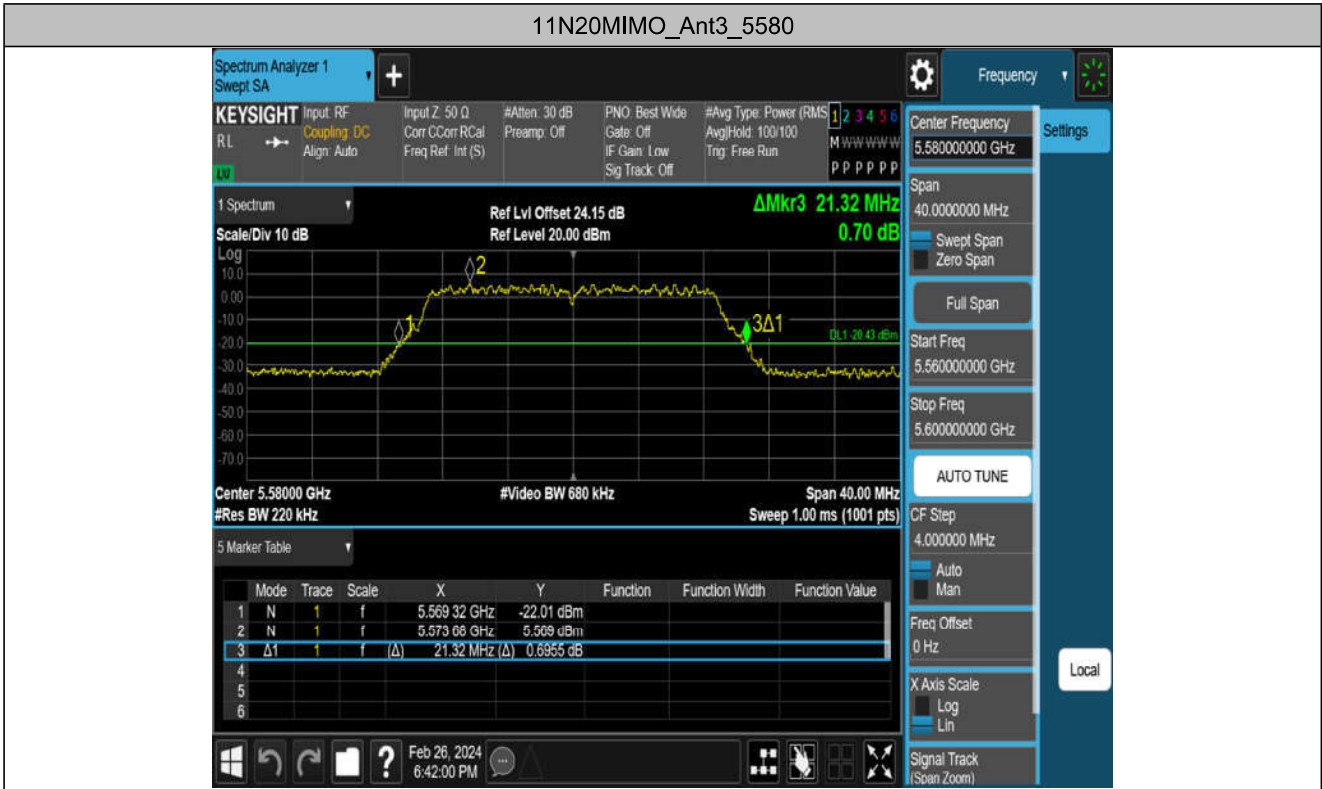 11N20MIMO_Ant3_5580
Spectrum Analyzer 1
Swept SA
Frequency
KEYSIGHT
RL
LXI
Input: RF
Coupling: DC
Align: Auto
Input Z: 50 Ω
Corr CCorr RCal
Freq Ref: Int (S)
#Atten: 30 dB
Preamp: Off
PNO: Best Wide
Gate: Off
IF Gain: Low
Sig Track: Off
#Avg Type: Power (RMS
Avg|Hold: 100/100
Trig: Free Run
1 2 3 4 5 6
M W W W W W
P P P P P P
1 Spectrum
Scale/Div 10 dB
Ref Lvl Offset 24.15 dB
Ref Level 20.00 dBm
ΔMkr3 21.32 MHz
0.70 dB
Log
10.0
0.00
-10.0
-20.0
-30.0
-40.0
-50.0
-60.0
-70.0
1
2
3Δ1
DL1 -20.43 dBm
Center 5.58000 GHz
#Res BW 220 kHz
#Video BW 680 kHz
Span 40.00 MHz
Sweep 1.00 ms (1001 pts)
5 Marker Table
Mode Trace Scale X Y Function Function Width Function Value
1 N 1 f 5.569 32 GHz -22.01 dBm
2 N 1 f 5.573 68 GHz 5.569 dBm
3 Δ1 1 f (Δ) 21.32 MHz (Δ) 0.6955 dB
4
5
6
Feb 26, 2024
6:42:00 PM
Center Frequency
5.580000000 GHz
Settings
Span
40.0000000 MHz
Swept Span
Zero Span
Full Span
Start Freq
5.560000000 GHz
Stop Freq
5.600000000 GHz
AUTO TUNE
CF Step
4.000000 MHz
Auto
Man
Freq Offset
0 Hz
Local
X Axis Scale
Log
Lin
Signal Track
(Span Zoom)